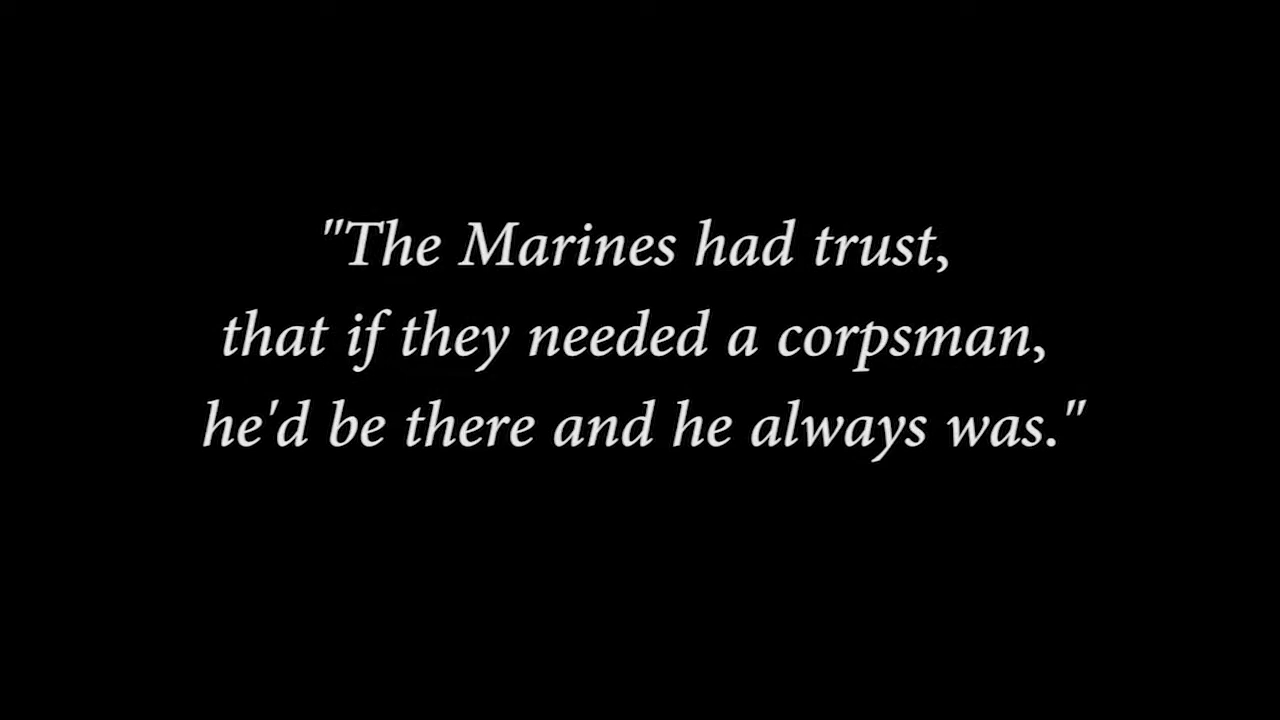 "The Marines had trust,
that if they needed a corpsman,
he'd be there and he always was."